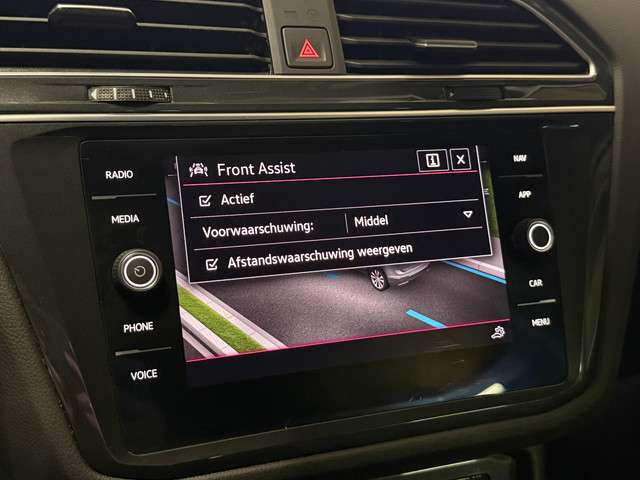 RADIO
MEDIA
PHONE
VOICE
Front Assist
i X
Actief
Voorwaarschuwing: Middel
Afstandswaarschuwing weergeven
NAV
APP
CAR
MENU